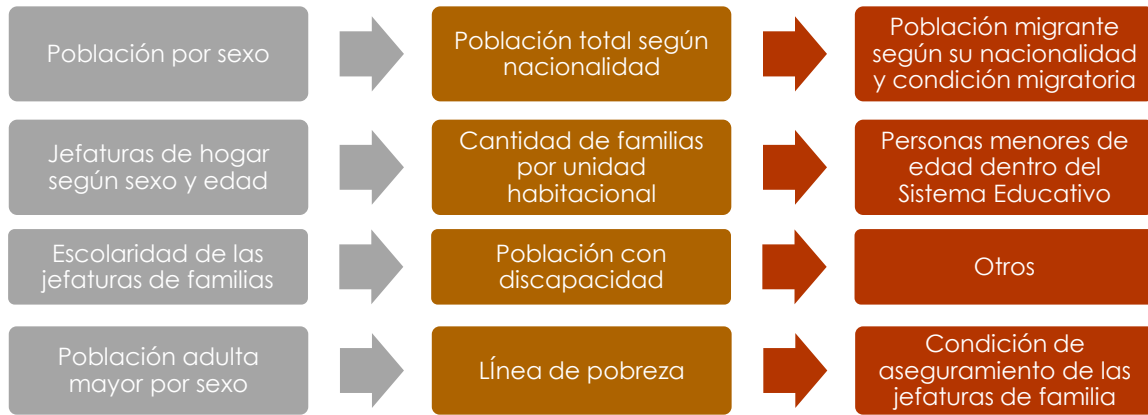 Población por sexo
Población total según
nacionalidad
Población migrante
según su nacionalidad
y condición migratoria
Jefaturas de hogar
según sexo y edad
Cantidad de familias
por unidad
habitacional
Personas menores de
edad dentro del
Sistema Educativo
Escolaridad de las
jefaturas de familias
Población con
discapacidad
Otros
Población adulta
mayor por sexo
LÍnea de pobreza
Condición de
aseguramiento de las
jefaturas de familia